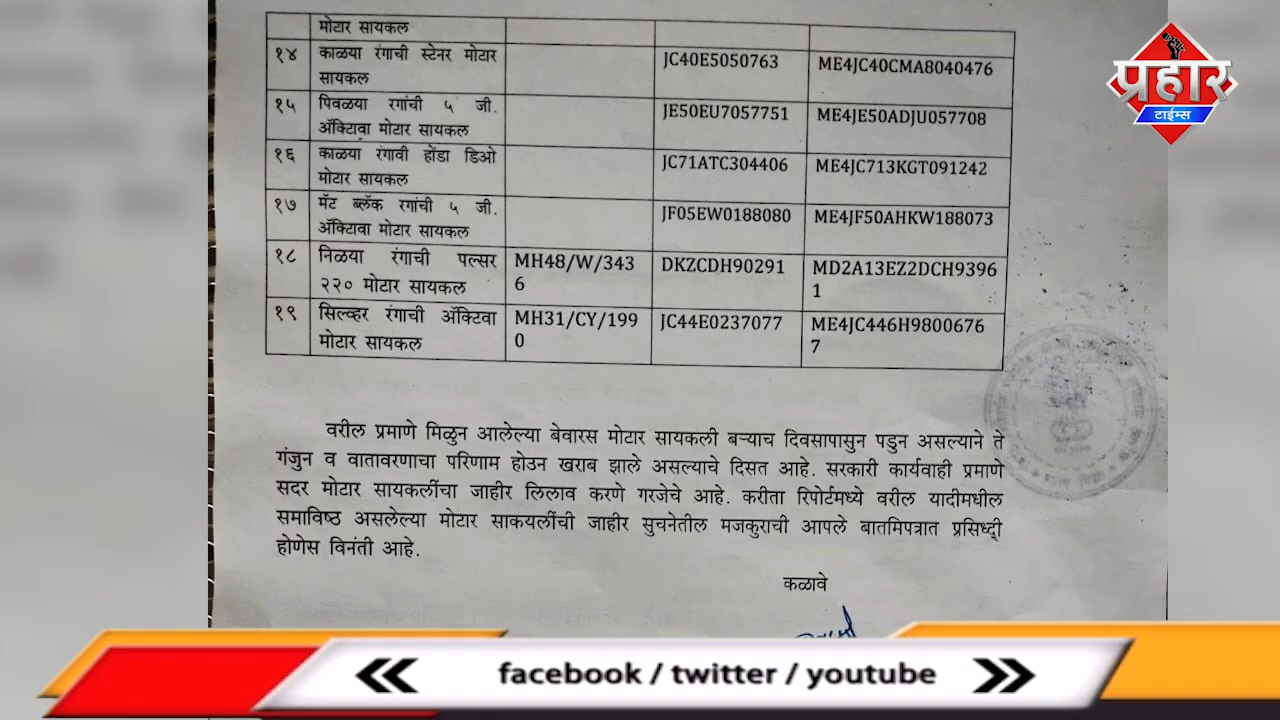 मोटार सायकल
१४ काळया रंगाची स्टेनर मोटार JC40E5050763 ME4JC40CMA8040476
सायकल
१५ पिवळया रगांची ५ जी. JE50EU7057751 ME4JE50ADJU057708
ॲक्टिवा मोटार सायकल
१६ काळया रंगावी होंडा डिओ JC71ATC304406 ME4JC713KGT091242
मोटार सायकल
१७ मॅट ब्लॅक रगांची ५ जी. JF05EW0188080 ME4JF50AHKW188073
ॲक्टिवा मोटार सायकल
१८ निळया रंगाची पल्सर MH48/W/343 DKZCDH90291 MD2A13EZ2DCH9396
२२० मोटार सायकल 6 1
१९ सिल्व्हर रंगाची ॲक्टिवा MH31/CY/199 JC44E0237077 ME4JC446H9800676
मोटार सायकल 0 7
वरील प्रमाणे मिळुन आलेल्या बेवारस मोटार सायकली बऱ्याच दिवसापासुन पडुन असल्याने ते
गंजुन व वातावरणाचा परिणाम होउन खराब झाले असल्याचे दिसत आहे. सरकारी कार्यवाही प्रमाणे
सदर मोटार सायकलींचा जाहीर लिलाव करणे गरजेचे आहे. करीता रिपोर्टमध्ये वरील यादीमधील
समाविष्ठ असलेल्या मोटार साकयलींची जाहीर सुचनेतील मजकुराची आपले बातमिपत्रात प्रसिध्दी
होणेस विनंती आहे.
कळावे
प्रहार
टाईम्स
facebook / twitter / youtube